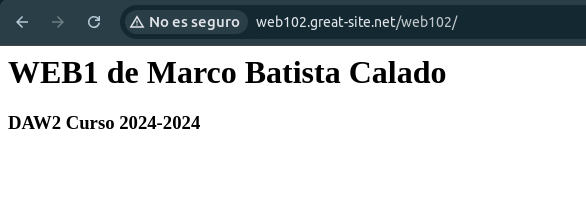 No es seguro web102.great-site.net/web102/
WEB1 de Marco Batista Calado
DAW2 Curso 2024-2024